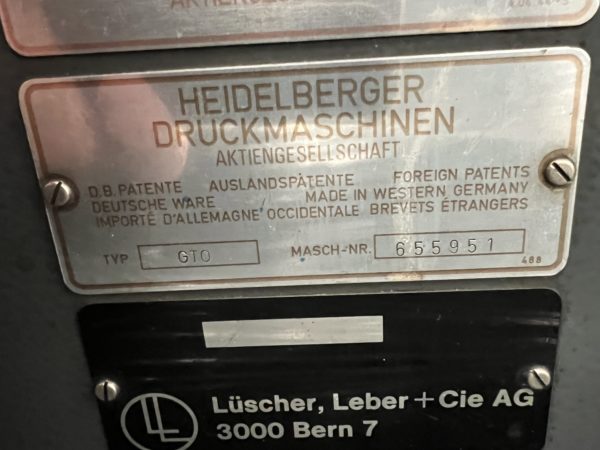 HEIDELBERGER
DRUCKMASCHINEN
AKTIENGESELLSCHAFT
D.B. PATENTE AUSLANDSPATENTE FOREIGN PATENTS
DEUTSCHE WARE MADE IN WESTERN GERMANY
IMPORTÉ D'ALLEMAGNE OCCIDENTALE BREVETS ÉTRANGERS
TYP GTO MASCH-NR. 655951
488
LL
Lüscher, Leber+Cie AG
3000 Bern 7